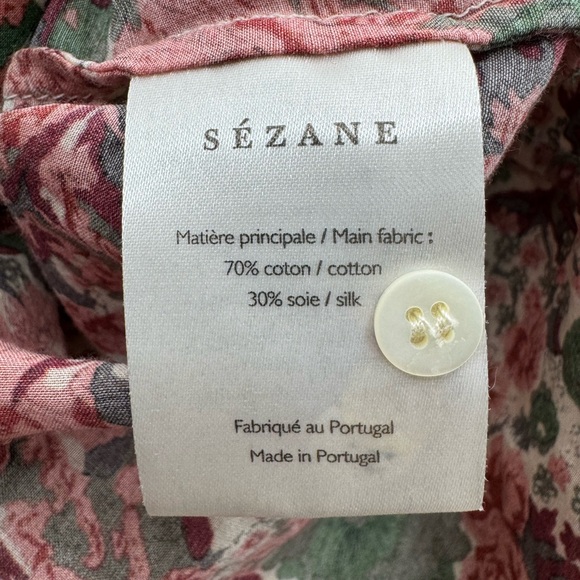 SÉZANE
Matière principale / Main fabric :
70% coton / cotton
30% soie / silk
Fabriqué au Portugal
Made in Portugal